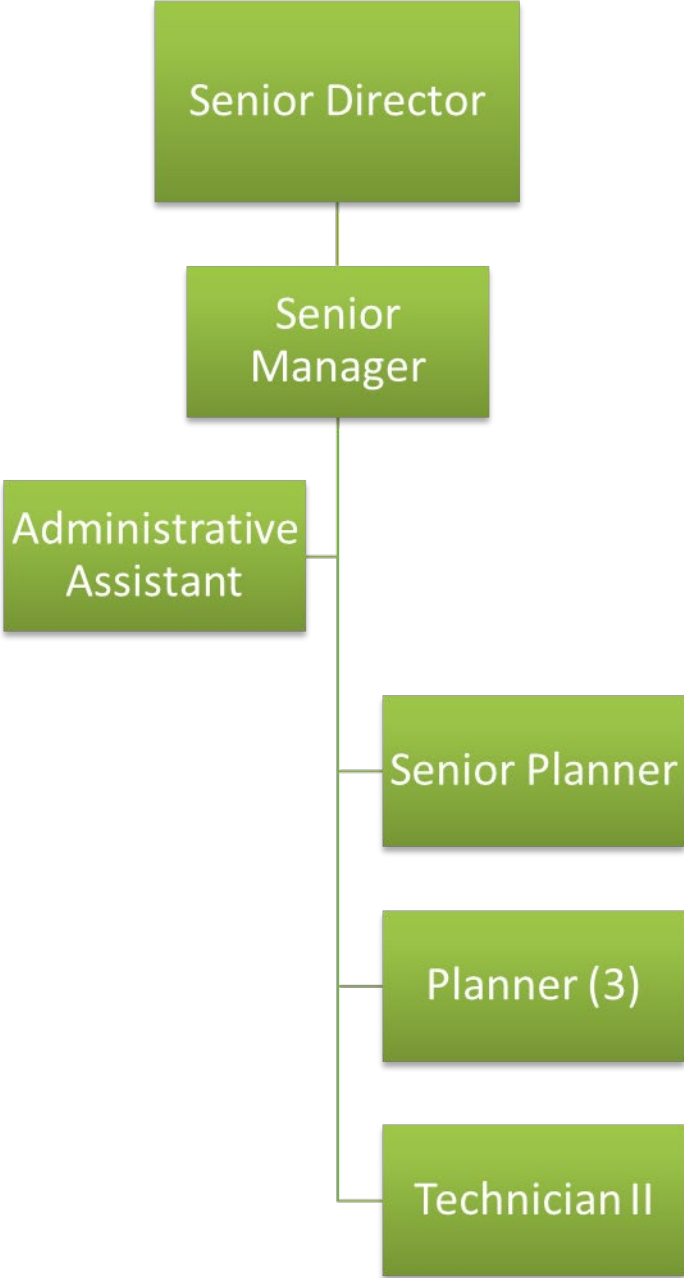 Senior Director
Senior
Manager
Administrative
Assistant
Senior Planner
Planner (3)
Technician II